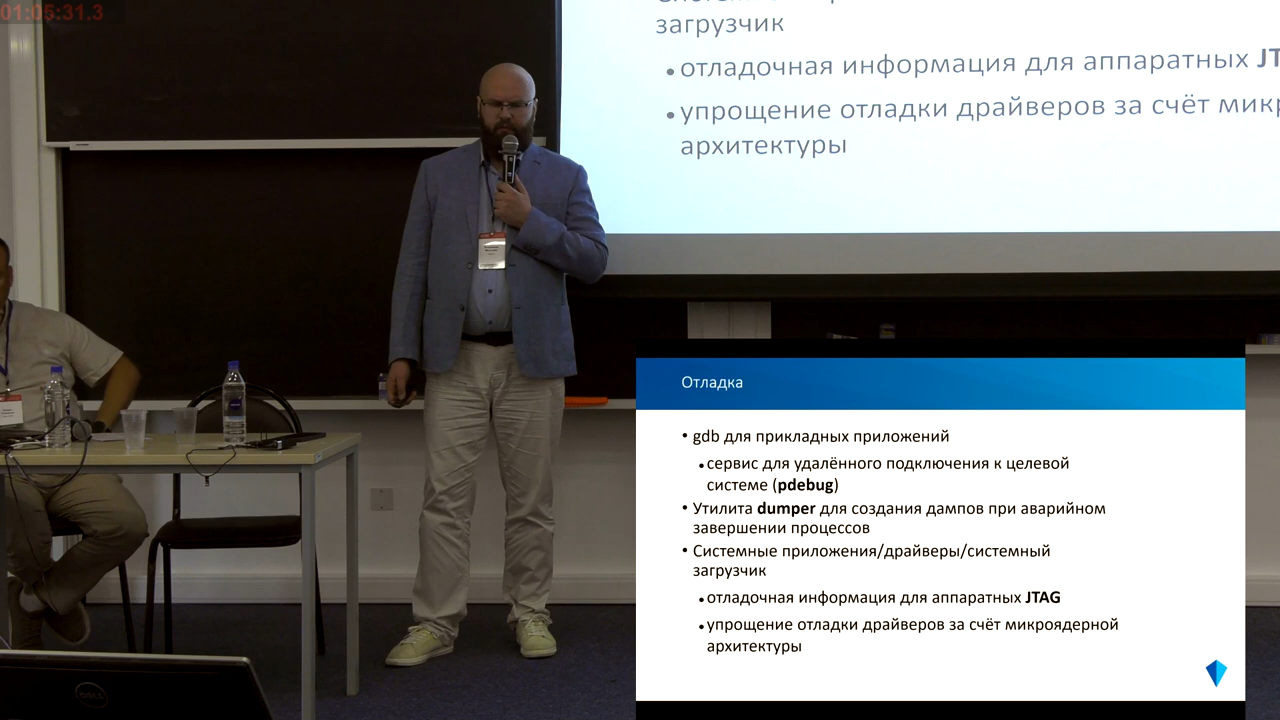 01:05:31.3
загрузчик
• отладочная информация для аппаратных
• упрощение отладки драйверов за счёт
архитектуры
Отладка
• gdb для прикладных приложений
• сервис для удалённого подключения к целевой
системе (pdebug)
• Утилита dumper для создания дампов при аварийном
завершении процессов
• Системные приложения/драйверы/системный
загрузчик
• отладочная информация для аппаратных JTAG
• упрощение отладки драйверов за счёт микроядерной
архитектуры
DELL